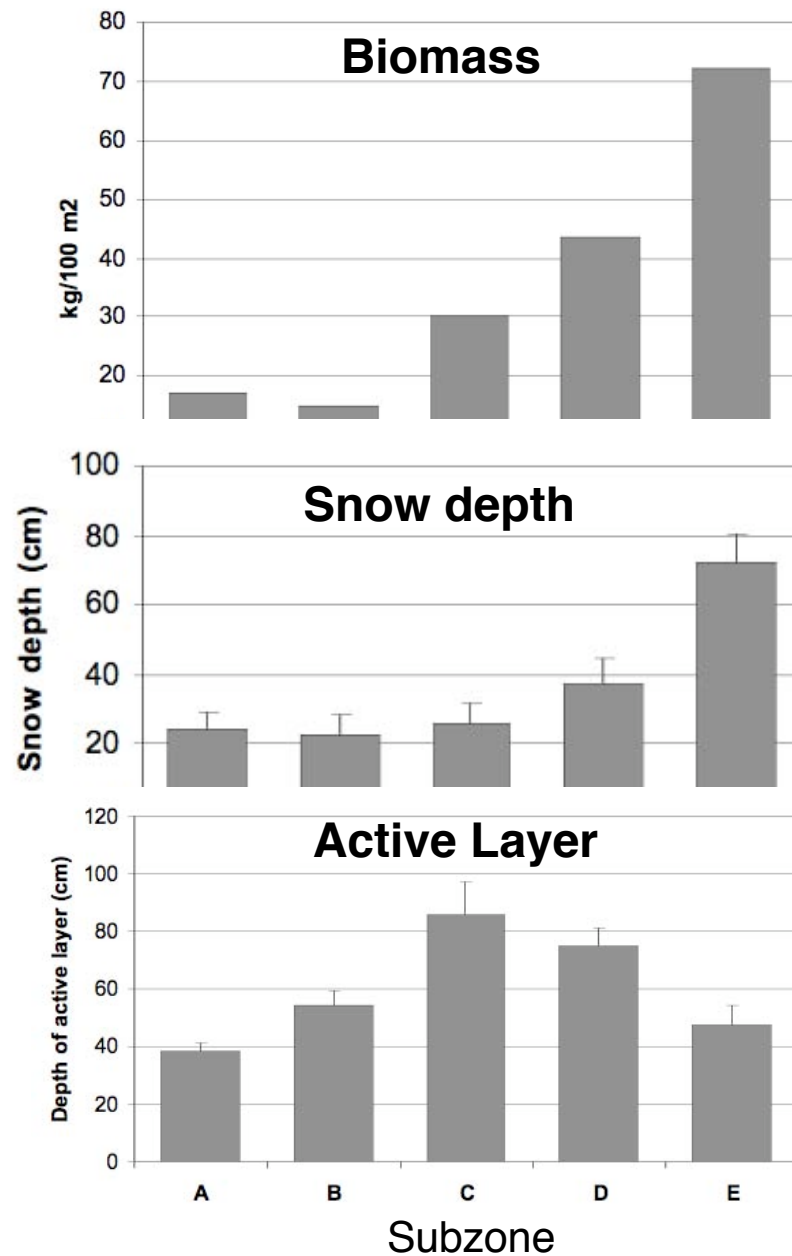 Biomass
kg/100 m2
80
70
60
50
40
30
20
Snow depth
Snow depth (cm)
100
80
60
40
20
Active Layer
Depth of active layer (cm)
120
100
80
60
40
20
0
A B C D E
Subzone